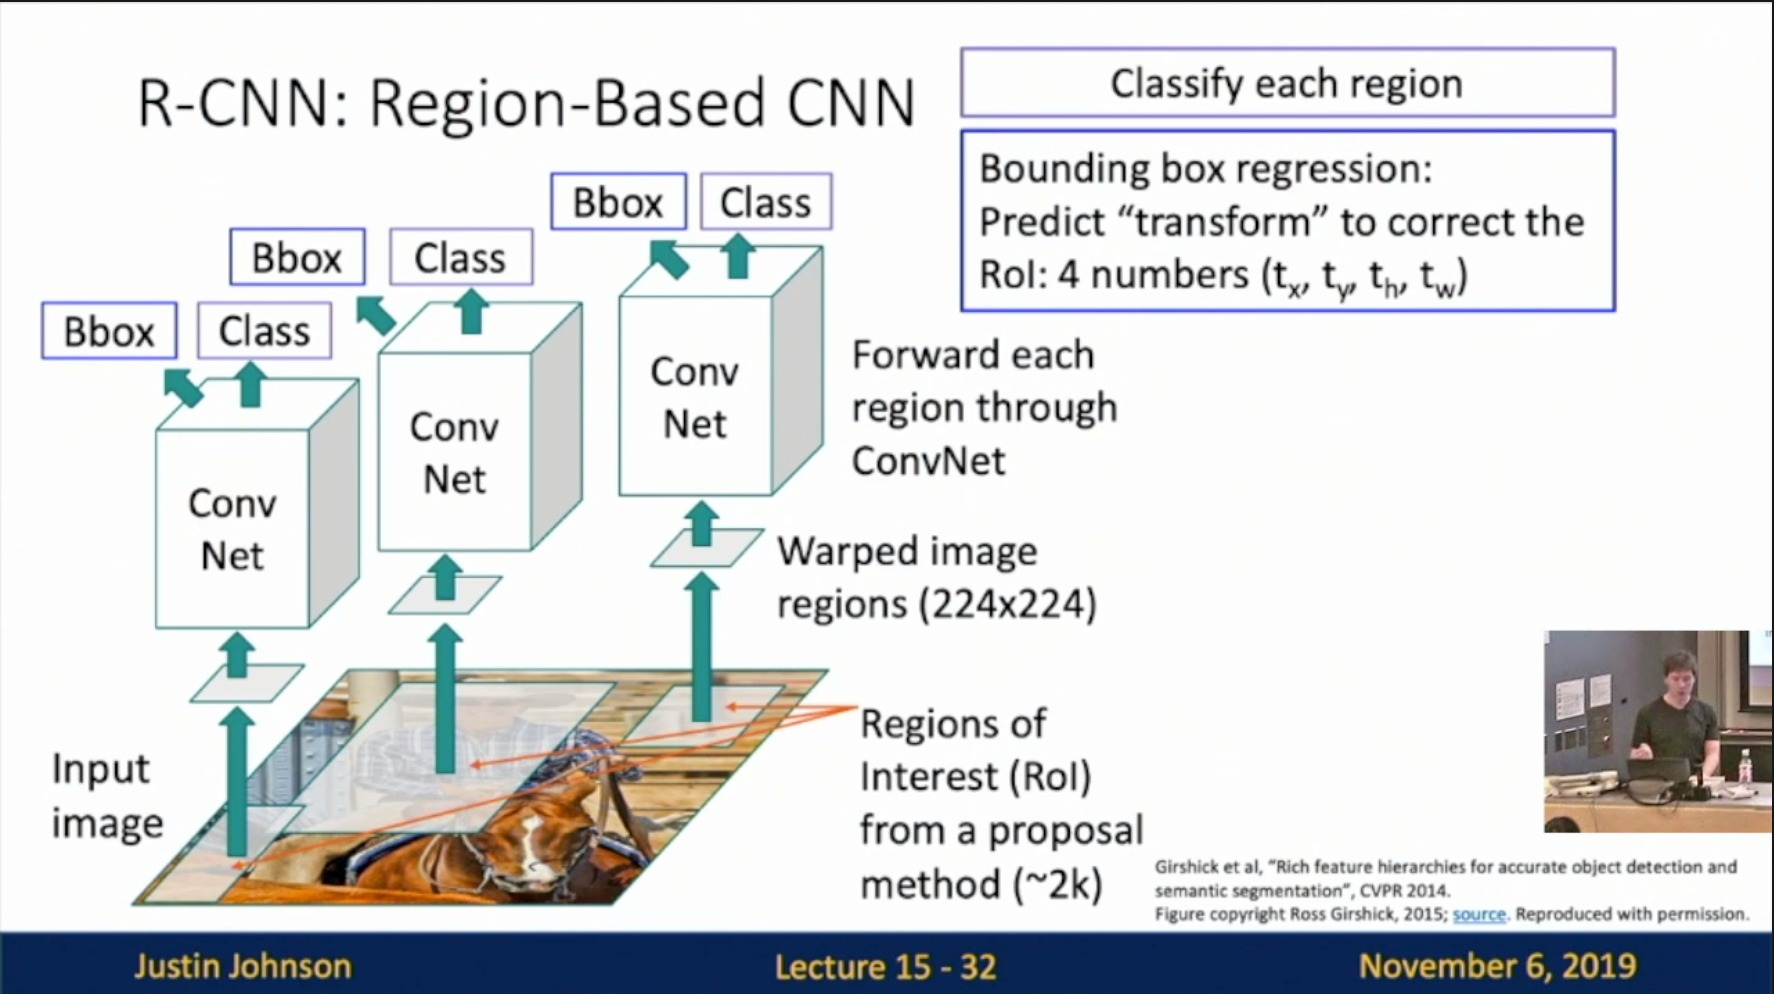 R-CNN: Region-Based CNN
Classify each region
Bounding box regression:
Predict “transform” to correct the
RoI: 4 numbers (tx, ty, th, tw)
Bbox
Class
Bbox
Class
Bbox
Class
Conv
Net
Conv
Net
Conv
Net
Forward each
region through
ConvNet
Warped image
regions (224x224)
Input
image
Regions of
Interest (RoI)
from a proposal
method (~2k)
Girshick et al, “Rich feature hierarchies for accurate object detection and
semantic segmentation”, CVPR 2014.
Figure copyright Ross Girshick, 2015; source. Reproduced with permission.
Justin Johnson
Lecture 15 - 32
November 6, 2019